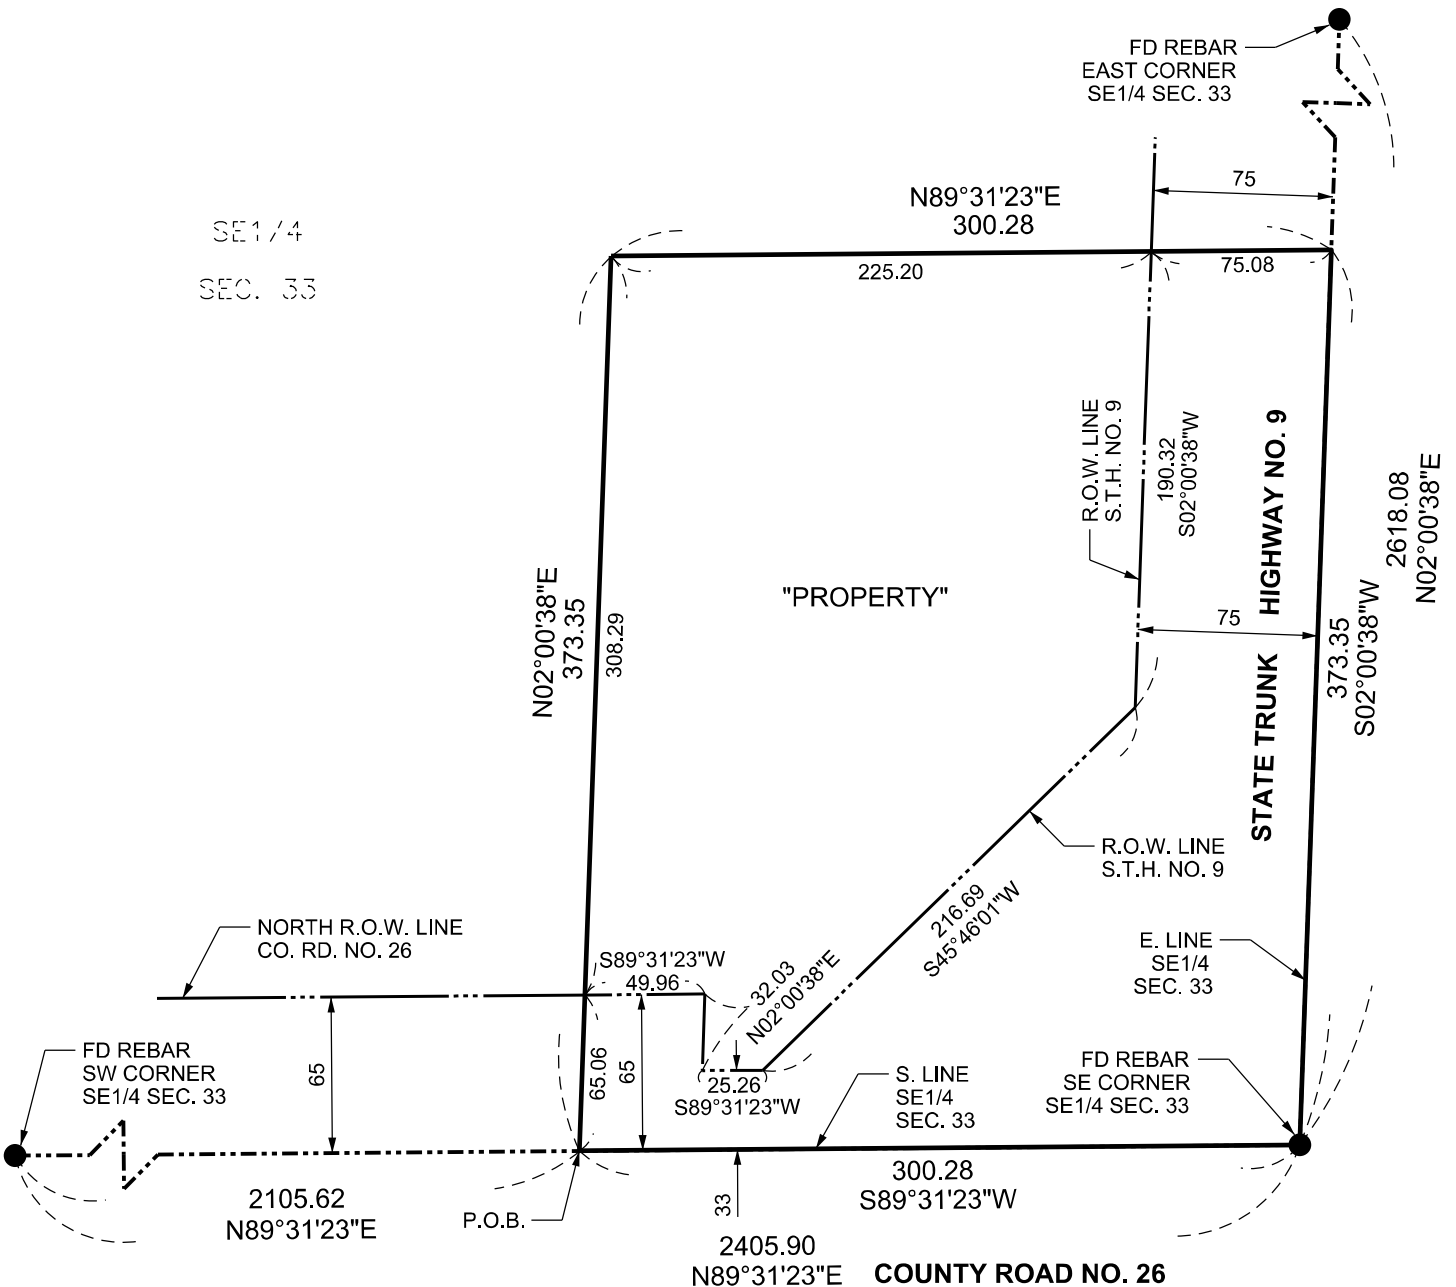 FD REBAR
EAST CORNER
SE1/4 SEC. 33
75
N89°31'23"E
300.28
225.20
75.08
SE1/4
SEC. 33
R.O.W. LINE
S.T.H. NO. 9
190.32
S02°00'38"W
STATE TRUNK HIGHWAY NO. 9
2618.08
N02°00'38"E
N02°00'38"E
373.35
308.29
"PROPERTY"
75
373.35
S02°00'38"W
R.O.W. LINE
S.T.H. NO. 9
216.69
S45°46'01"W
NORTH R.O.W. LINE
CO. RD. NO. 26
S89°31'23"W
49.96
32.03
N02°00'38"E
E. LINE
SE1/4
SEC. 33
FD REBAR
SW CORNER
SE1/4 SEC. 33
65
65.06
65
25.26
S89°31'23"W
S. LINE
SE1/4
SEC. 33
FD REBAR
SE CORNER
SE1/4 SEC. 33
2105.62
N89°31'23"E
P.O.B.
33
300.28
S89°31'23"W
2405.90
N89°31'23"E
COUNTY ROAD NO. 26